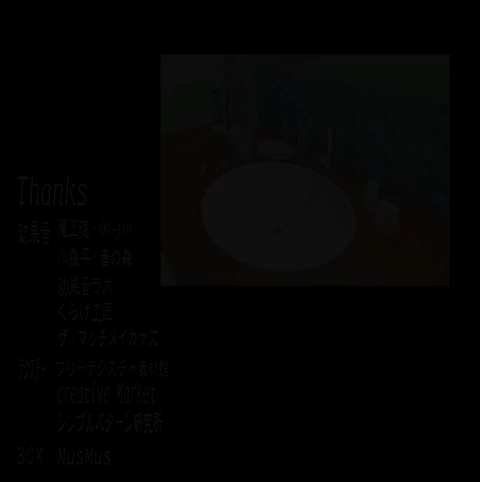 Thanks
効果音 魔王魂・On-Jin
小森平・音の森
効果音ラボ
くらげ工匠
ザ・マッチメイカァズ
テクスチャ フリーテクスチャ素材館
creative Market
シンプルパターン研究所
BGM MusMus